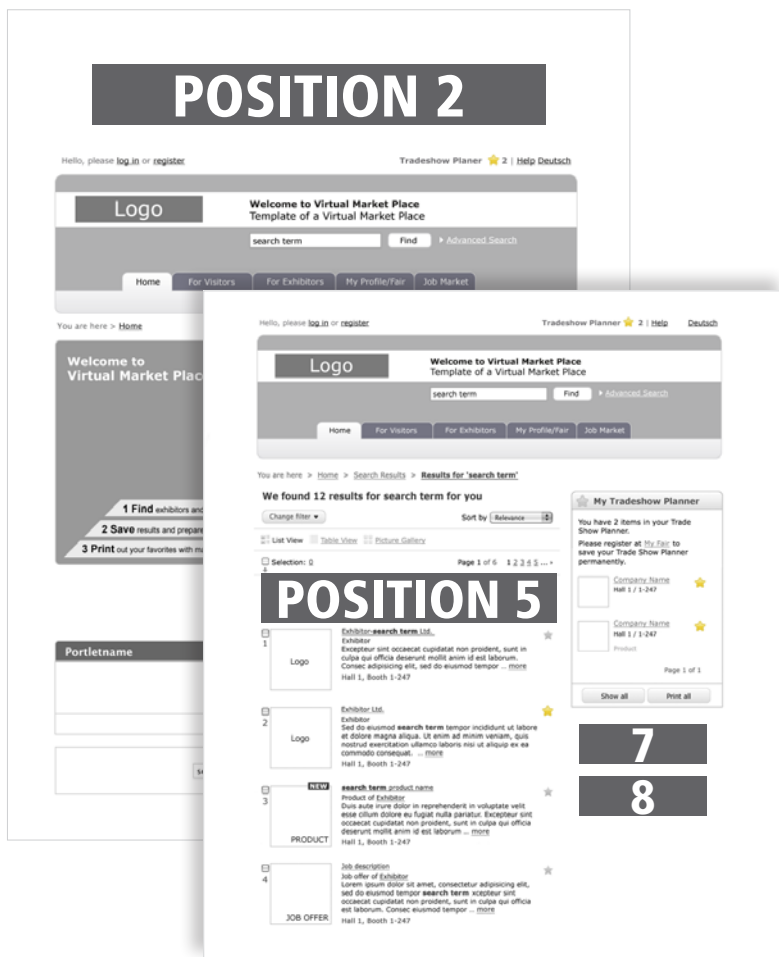 POSITION 2
Hello, please log in or register
Tradeshow Planer 2 | Help Deutsch
Logo
Welcome to Virtual Market Place
Template of a Virtual Market Place
search term
Find
Advanced Search
Home
For Visitors
For Exhibitors
My Profile/Fair
Job Market
You are here > Home
Welcome to
Virtual Market Plac
1 Find exhibitors and
2 Save results and prepare
3 Print out your favorites with
Portletname
Hello, please log in or register
Tradeshow Planner 2 | Help Deutsch
Logo
Welcome to Virtual Market Place
Template of a Virtual Market Place
search term
Find
Advanced Search
Home
For Visitors
For Exhibitors
My Profile/Fair
Job Market
You are here > Home > Search Results > Results for 'search term'
We found 12 results for search term for you
Change filter
Sort by Relevance
List View Table View Picture Gallery
Selection: 0
Page 1 of 6 1 2 3 4 5 ... »
POSITION 5
1
Logo
Exhibitor-search term Ltd.
Exhibitor
Excepteur sint occaecat cupidatat non proident, sunt in
culpa qui officia deserunt mollit anim id est laborum.
Consec adipisicing elit, sed do eiusmod tempor ... more
Hall 1, Booth 1-247
2
Logo
Exhibitor Ltd.
Exhibitor
Sed do eiusmod search term tempor incididunt ut labore
et dolore magna aliqua. Ut enim ad minim veniam, quis
nostrud exercitation ullamco laboris nisi ut aliquip ex ea
commodo consequat. ... more
Hall 1, Booth 1-247
3
NEW
PRODUCT
search term product name
Product of Exhibitor
Duis aute irure dolor in reprehenderit in voluptate velit
esse cillum dolore eu fugiat nulla pariatur. Excepteur sint
occaecat cupidatat non proident, sunt in culpa qui officia
deserunt mollit anim id est laborum ... more
Hall 1, Booth 1-247
4
JOB OFFER
Job description
Job offer of Exhibitor
Lorem ipsum dolor sit amet, consectetur adipisicing elit,
sed do eiusmod tempor search term xcepteur sint
occaecat cupidatat non proident, sunt in culpa qui officia
est laborum. Consec eiusmod tempor ... more
Hall 1, Booth 1-247
My Tradeshow Planner
You have 2 items in your Trade
Show Planner.
Please register at My Fair to
save your Trade Show Planner
permanently.
Company Name
Hall 1 / 1-247
Company Name
Hall 1 / 1-247
Product
Page 1 of 1
Show all
Print all
7
8